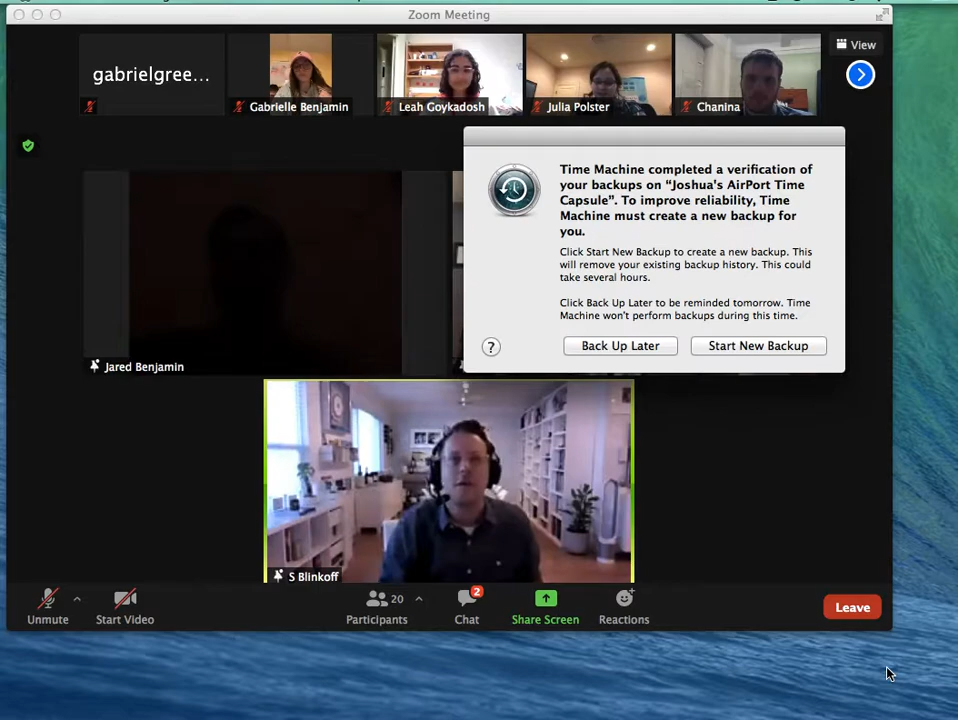 Zoom Meeting
gabrielgree...
Gabrielle Benjamin
Leah Goykadosh
Julia Polster
Chanina
View
Time Machine completed a verification of
your backups on “Joshua’s AirPort Time
Capsule”. To improve reliability, Time
Machine must create a new backup for
you.
Click Start New Backup to create a new backup. This
will remove your existing backup history. This could
take several hours.
Click Back Up Later to be reminded tomorrow. Time
Machine won’t perform backups during this time.
?
Back Up Later
Start New Backup
Jared Benjamin
S Blinkoff
Unmute
Start Video
20
Participants
2
Chat
Share Screen
Reactions
Leave